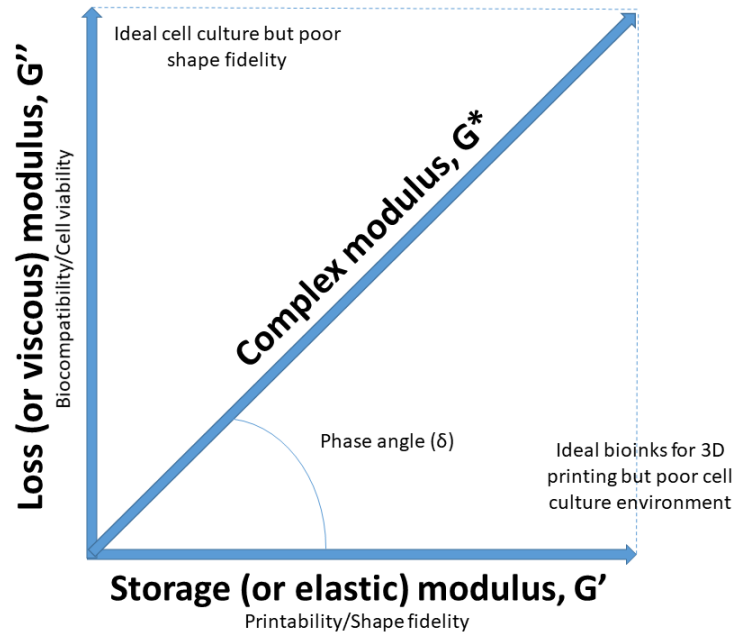 Ideal cell culture but poor
shape fidelity
Loss (or viscous) modulus, G’’
Biocompatibility/Cell viability
Complex modulus, G*
Phase angle (δ)
Ideal bioinks for 3D
printing but poor cell
culture environment
Storage (or elastic) modulus, G’
Printability/Shape fidelity